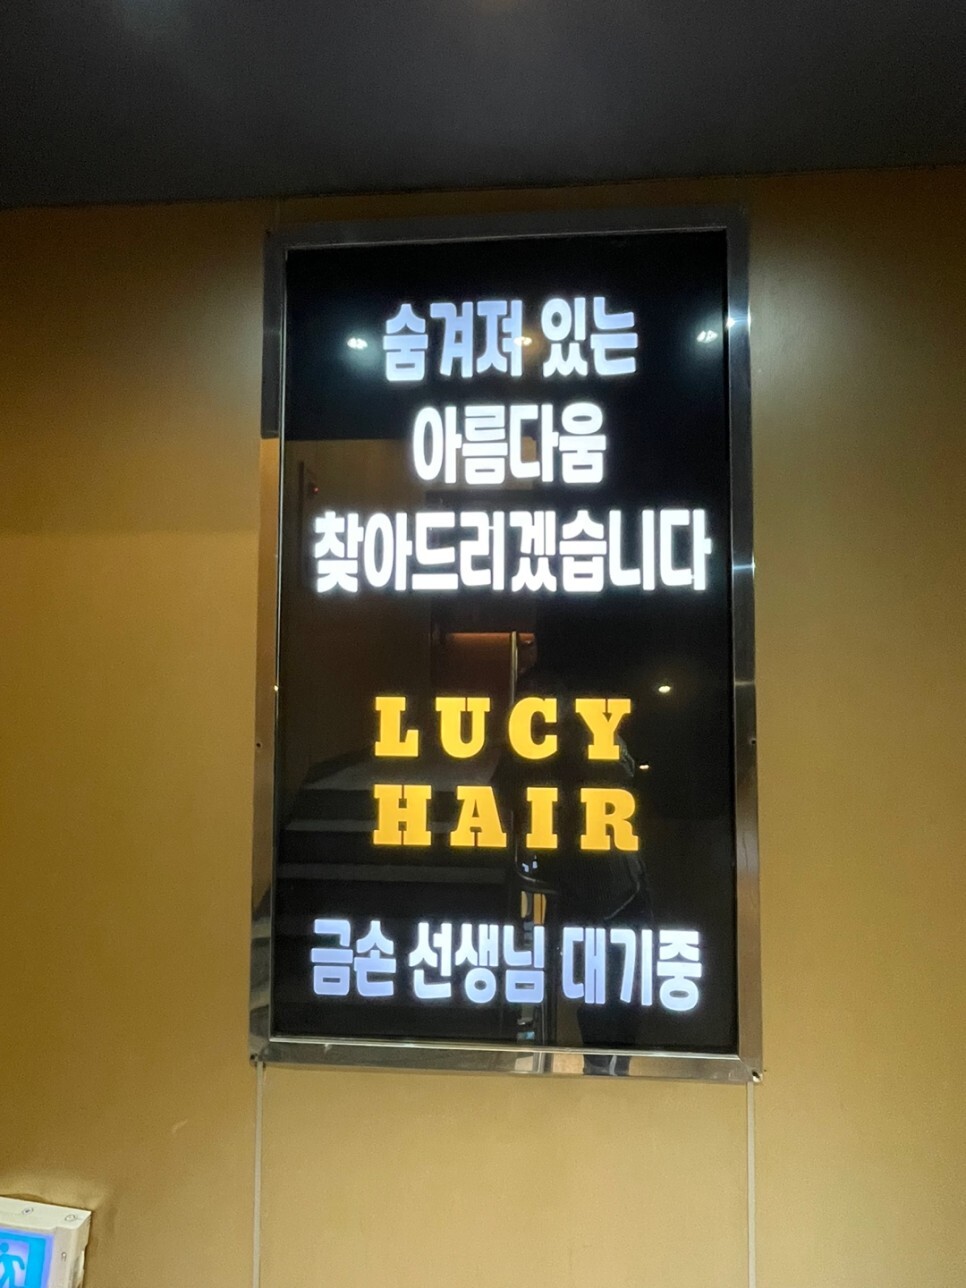 숨겨져 있는
아름다움
찾아드리겠습니다
LUCY
HAIR
금손 선생님 대기중